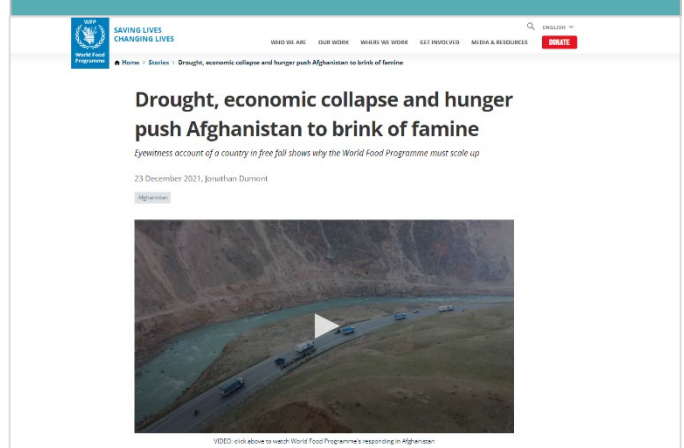 WFP
World Food
Programme
SAVING LIVES
CHANGING LIVES
ENGLISH
WHO WE ARE OUR WORK WHERE WE WORK GET INVOLVED MEDIA & RESOURCES DONATE
Home > Stories > Drought, economic collapse and hunger push Afghanistan to brink of famine
Drought, economic collapse and hunger
push Afghanistan to brink of famine
Eyewitness account of a country in free fall shows why the World Food Programme must scale up
23 December 2021, Jonathan Dumont
Afghanistan
VIDEO: click above to watch World Food Programme's responding in Afghanistan